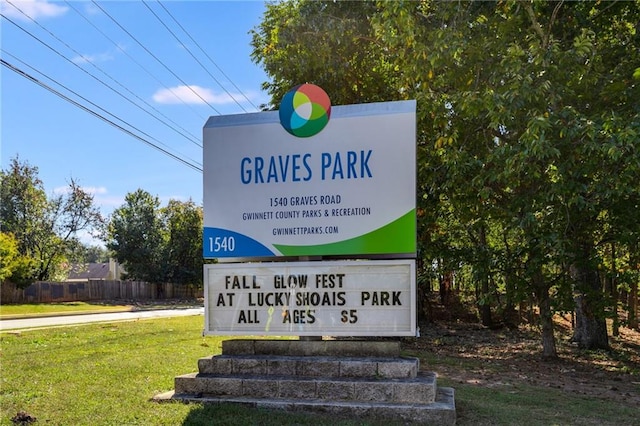 GRAVES PARK
1540 GRAVES ROAD
GWINNETT COUNTY PARKS & RECREATION
GWINNETTPARKS.COM
1540
FALL GLOW FEST
AT LUCKY SHOAIS PARK
ALL AGES $5